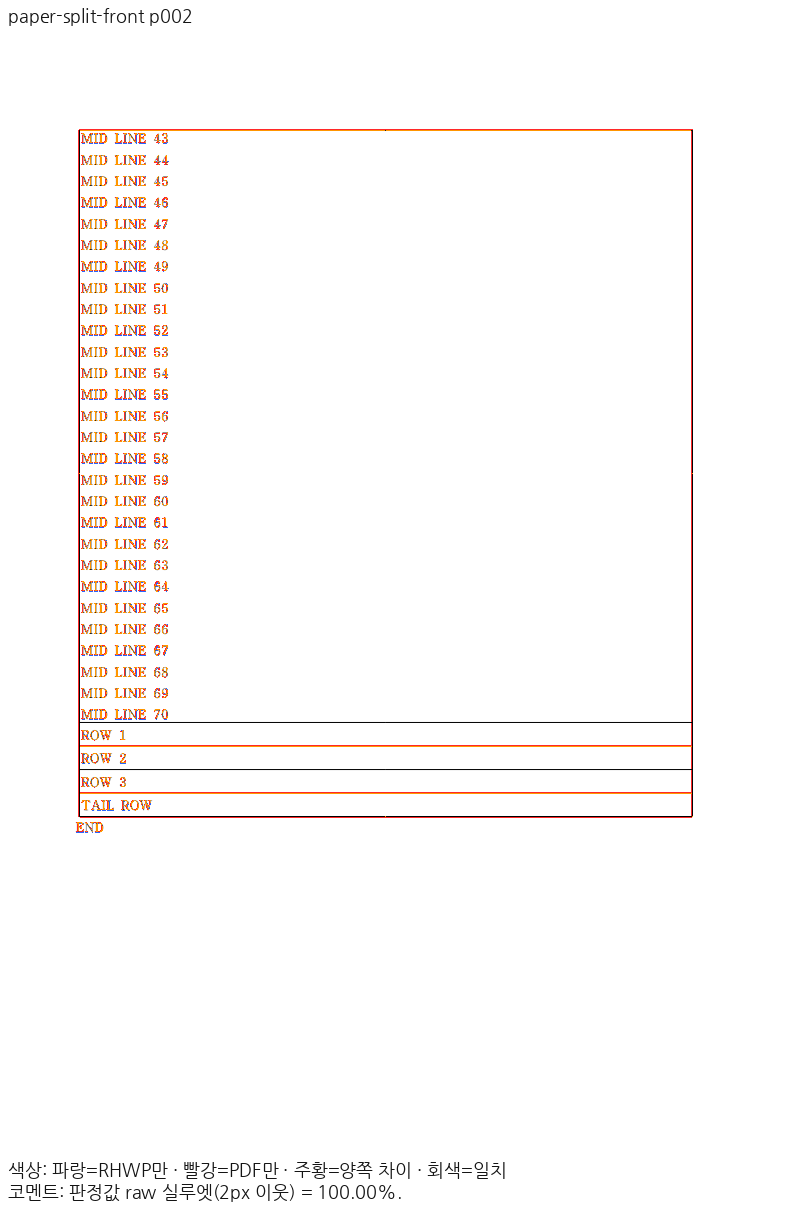 paper-split-front p002
MID LINE 43
MID LINE 44
MID LINE 45
MID LINE 46
MID LINE 47
MID LINE 48
MID LINE 49
MID LINE 50
MID LINE 51
MID LINE 52
MID LINE 53
MID LINE 54
MID LINE 55
MID LINE 56
MID LINE 57
MID LINE 58
MID LINE 59
MID LINE 60
MID LINE 61
MID LINE 62
MID LINE 63
MID LINE 64
MID LINE 65
MID LINE 66
MID LINE 67
MID LINE 68
MID LINE 69
MID LINE 70
ROW 1
ROW 2
ROW 3
TAIL ROW
END
색상: 파랑=RHWP만 · 빨강=PDF만 · 주황=양쪽 차이 · 회색=일치
코멘트: 판정값 raw 실루엣(2px 이웃) = 100.00%.